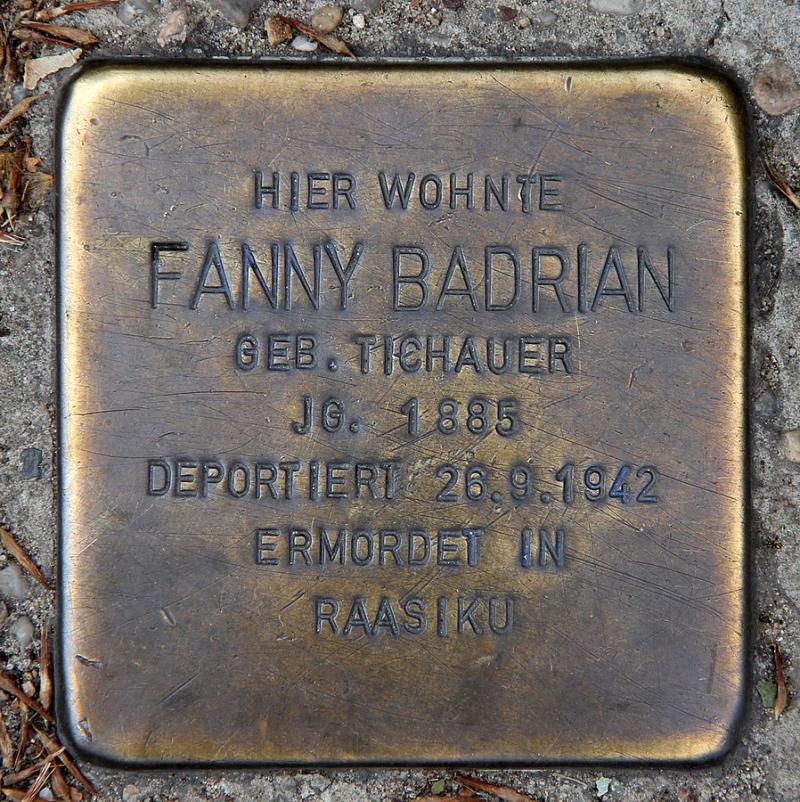 HIER WOHNTE
FANNY BADRIAN
GEB. TICHAUER
JG. 1885
DEPORTIERT 26.9.1942
ERMORDET IN
RAASIKU